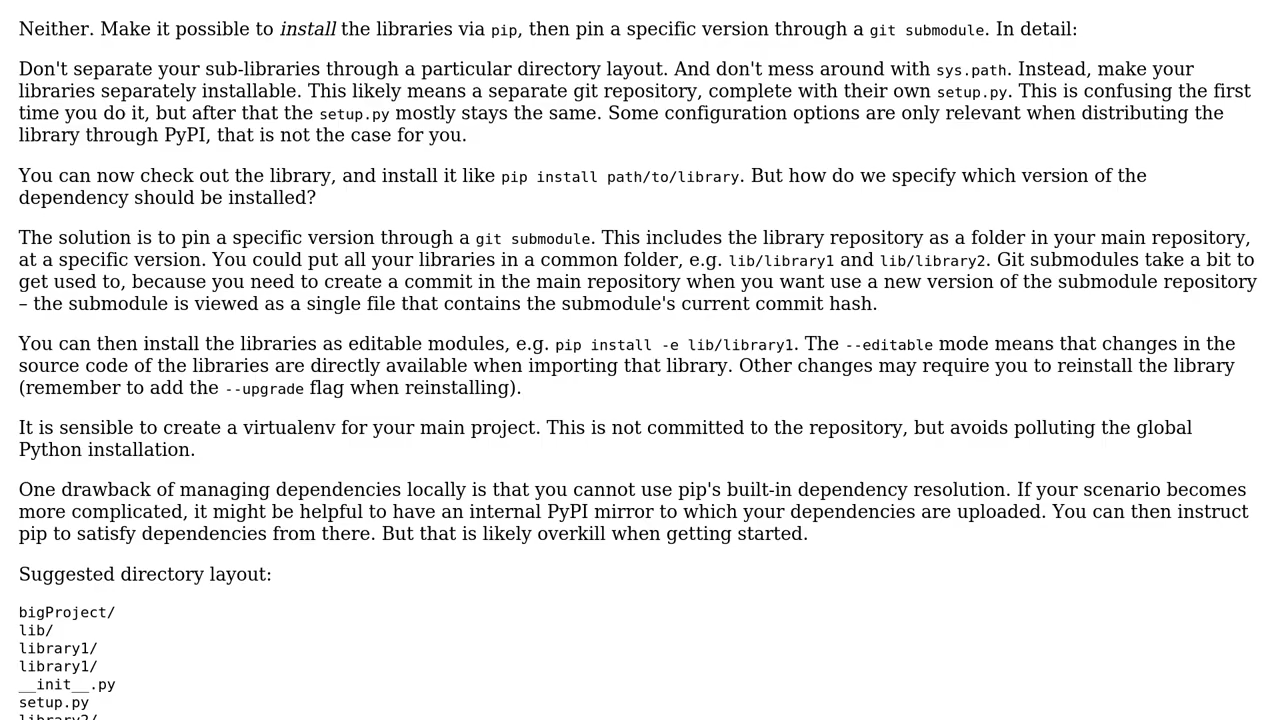 Neither. Make it possible to install the libraries via pip, then pin a specific version through a git submodule. In detail:
Don't separate your sub-libraries through a particular directory layout. And don't mess around with sys.path. Instead, make your
libraries separately installable. This likely means a separate git repository, complete with their own setup.py. This is confusing the first
time you do it, but after that the setup.py mostly stays the same. Some configuration options are only relevant when distributing the
library through PyPI, that is not the case for you.
You can now check out the library, and install it like pip install path/to/library. But how do we specify which version of the
dependency should be installed?
The solution is to pin a specific version through a git submodule. This includes the library repository as a folder in your main repository,
at a specific version. You could put all your libraries in a common folder, e.g. lib/library1 and lib/library2. Git submodules take a bit to
get used to, because you need to create a commit in the main repository when you want use a new version of the submodule repository
– the submodule is viewed as a single file that contains the submodule's current commit hash.
You can then install the libraries as editable modules, e.g. pip install -e lib/library1. The --editable mode means that changes in the
source code of the libraries are directly available when importing that library. Other changes may require you to reinstall the library
(remember to add the --upgrade flag when reinstalling).
It is sensible to create a virtualenv for your main project. This is not committed to the repository, but avoids polluting the global
Python installation.
One drawback of managing dependencies locally is that you cannot use pip's built-in dependency resolution. If your scenario becomes
more complicated, it might be helpful to have an internal PyPI mirror to which your dependencies are uploaded. You can then instruct
pip to satisfy dependencies from there. But that is likely overkill when getting started.
Suggested directory layout:
bigProject/
lib/
library1/
library1/
__init__.py
setup.py
library2/